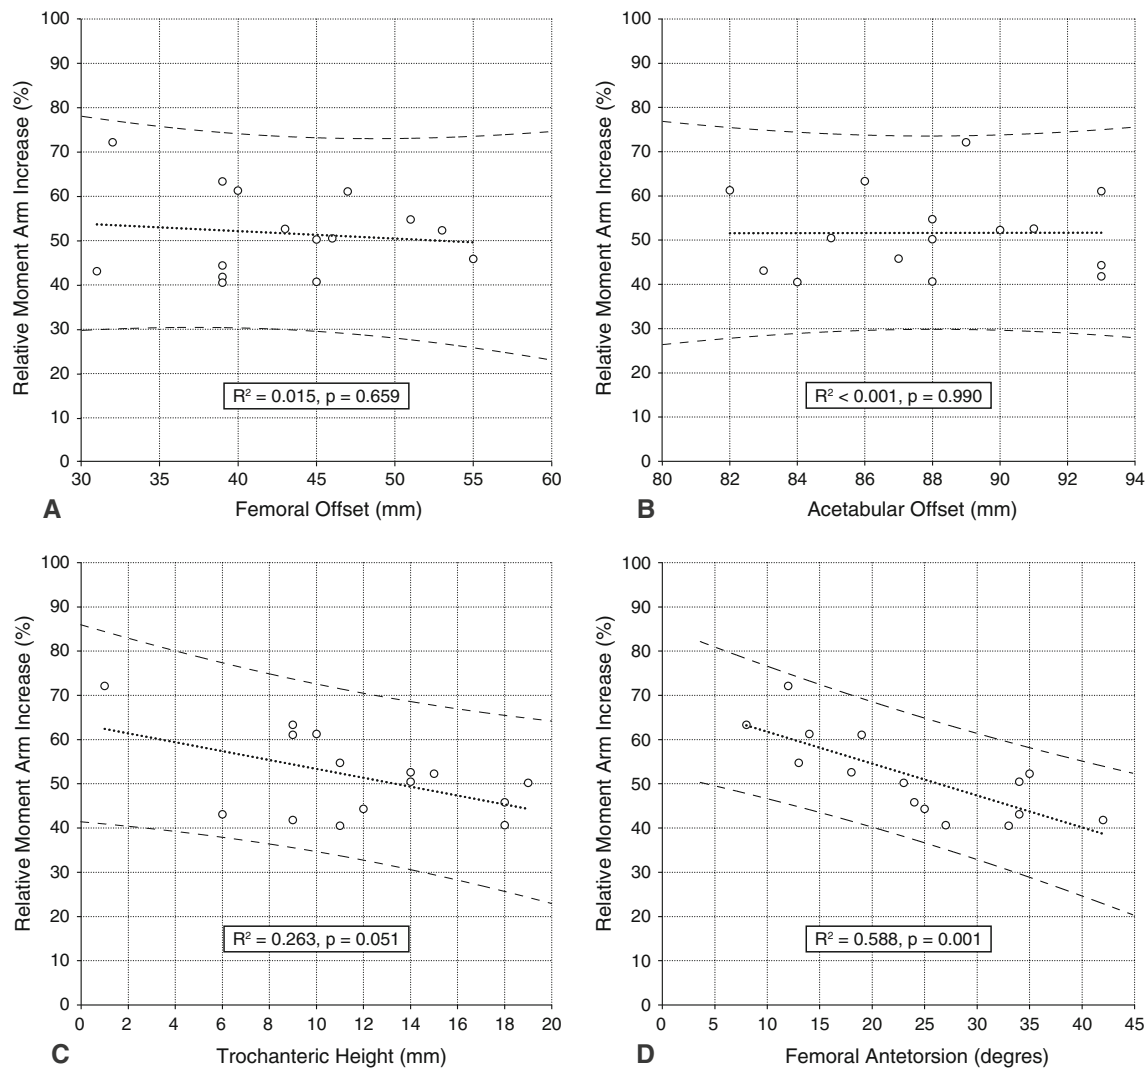 100
90
80
70
60
50
40
30
20
10
0
Relative Moment Arm Increase (%)
R² = 0.015, p = 0.659
30 35 40 45 50 55 60
A Femoral Offset (mm)
100
90
80
70
60
50
40
30
20
10
0
Relative Moment Arm Increase (%)
R² < 0.001, p = 0.990
80 82 84 86 88 90 92 94
B Acetabular Offset (mm)
100
90
80
70
60
50
40
30
20
10
0
Relative Moment Arm Increase (%)
R² = 0.263, p = 0.051
0 2 4 6 8 10 12 14 16 18 20
C Trochanteric Height (mm)
100
90
80
70
60
50
40
30
20
10
0
Relative Moment Arm Increase (%)
R² = 0.588, p = 0.001
0 5 10 15 20 25 30 35 40 45
D Femoral Antetorsion (degres)